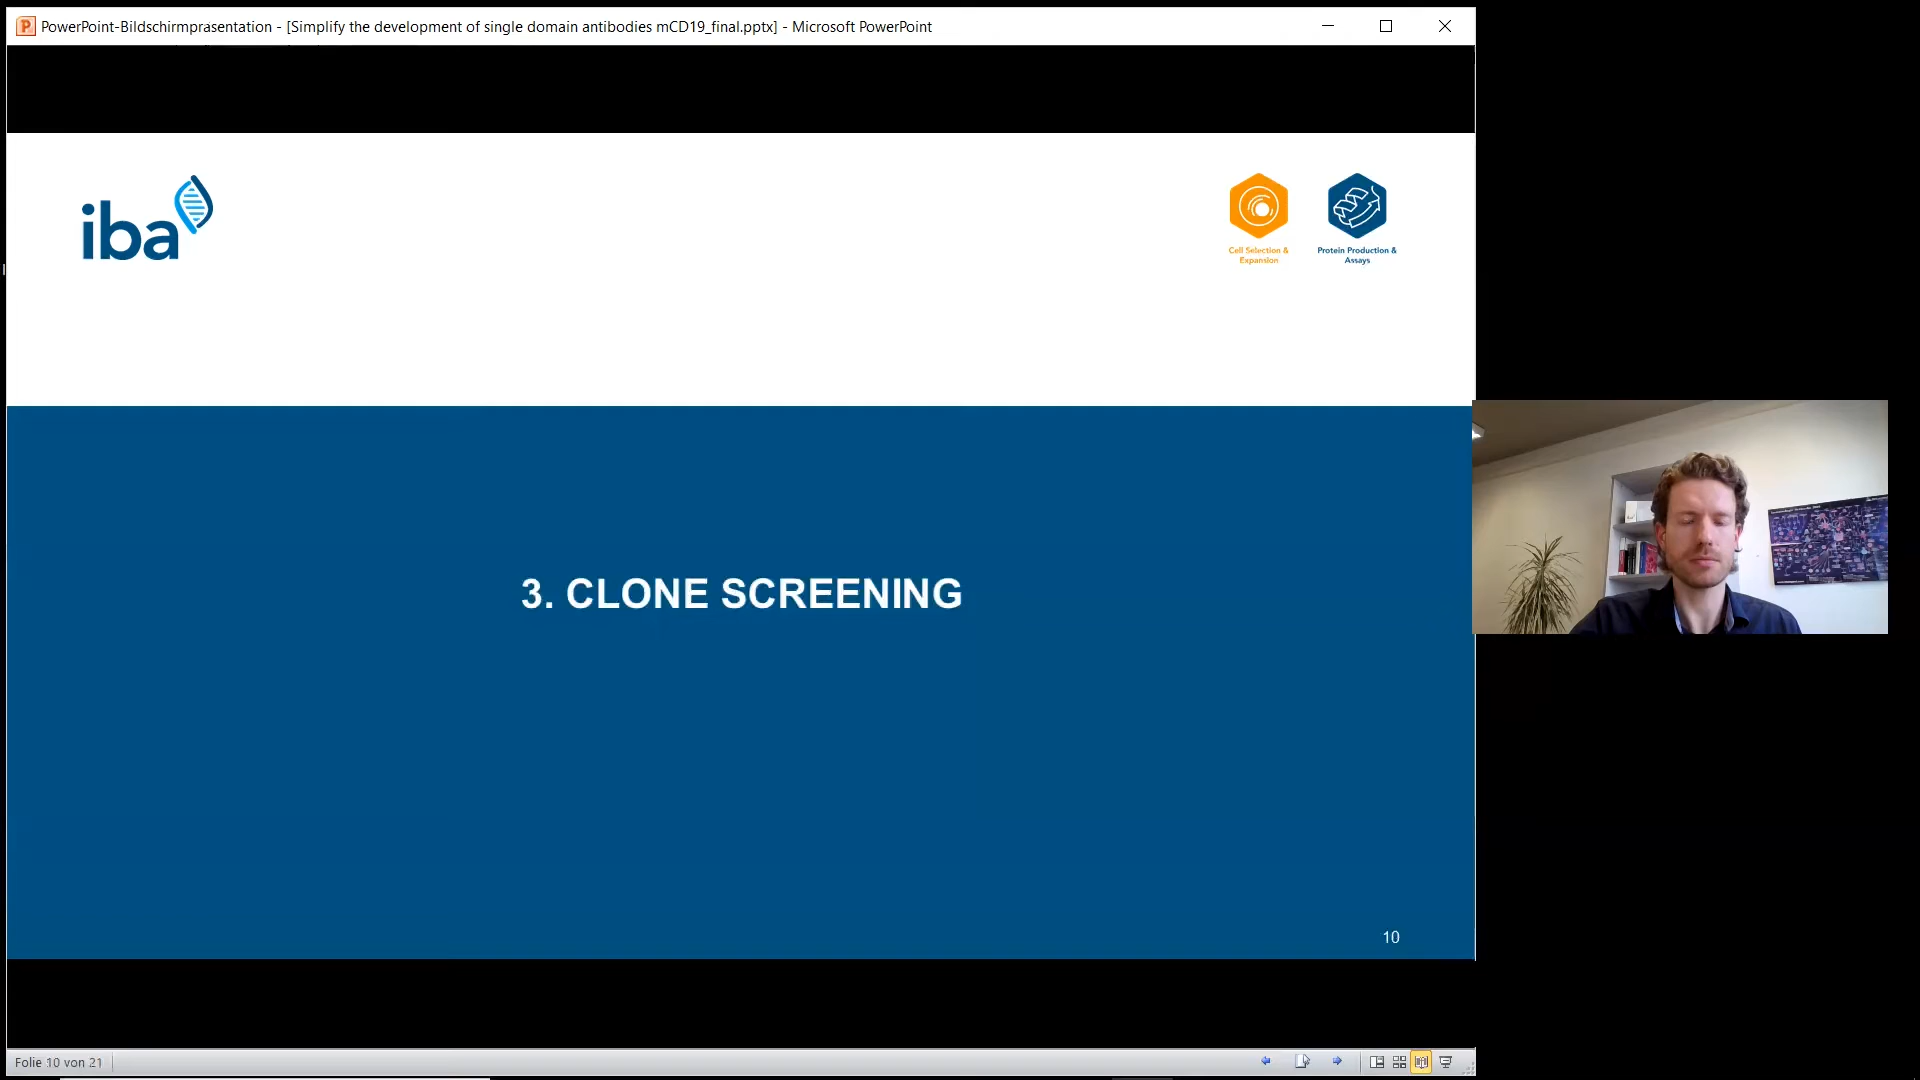 PowerPoint-Bildschirmpräsentation - [Simplify the development of single domain antibodies mCD19_final.pptx] - Microsoft PowerPoint
iba
Cell Selection &
Expansion
Protein Production &
Assays
3. CLONE SCREENING
10
Folie 10 von 21